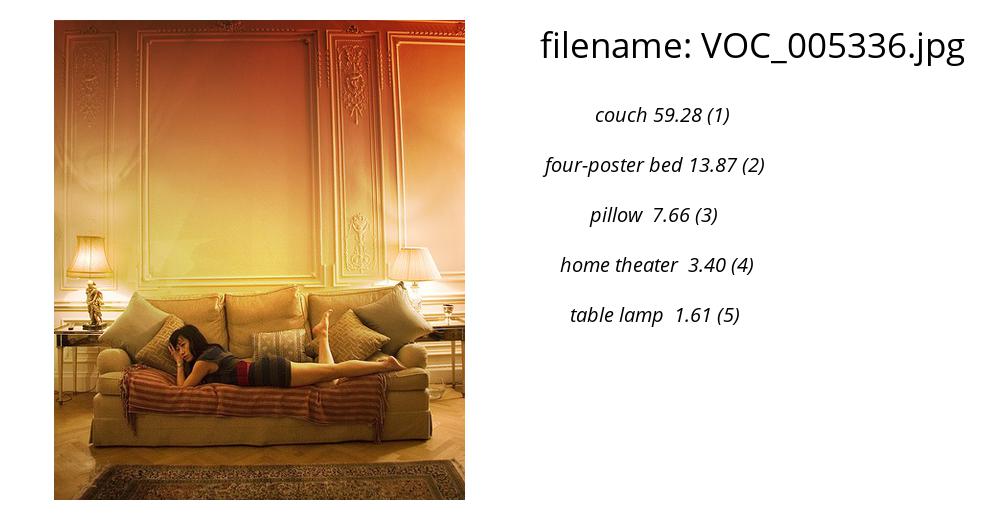 filename: VOC_005336.jpg
couch 59.28 (1)
four-poster bed 13.87 (2)
pillow  7.66 (3)
home theater  3.40 (4)
table lamp  1.61 (5)